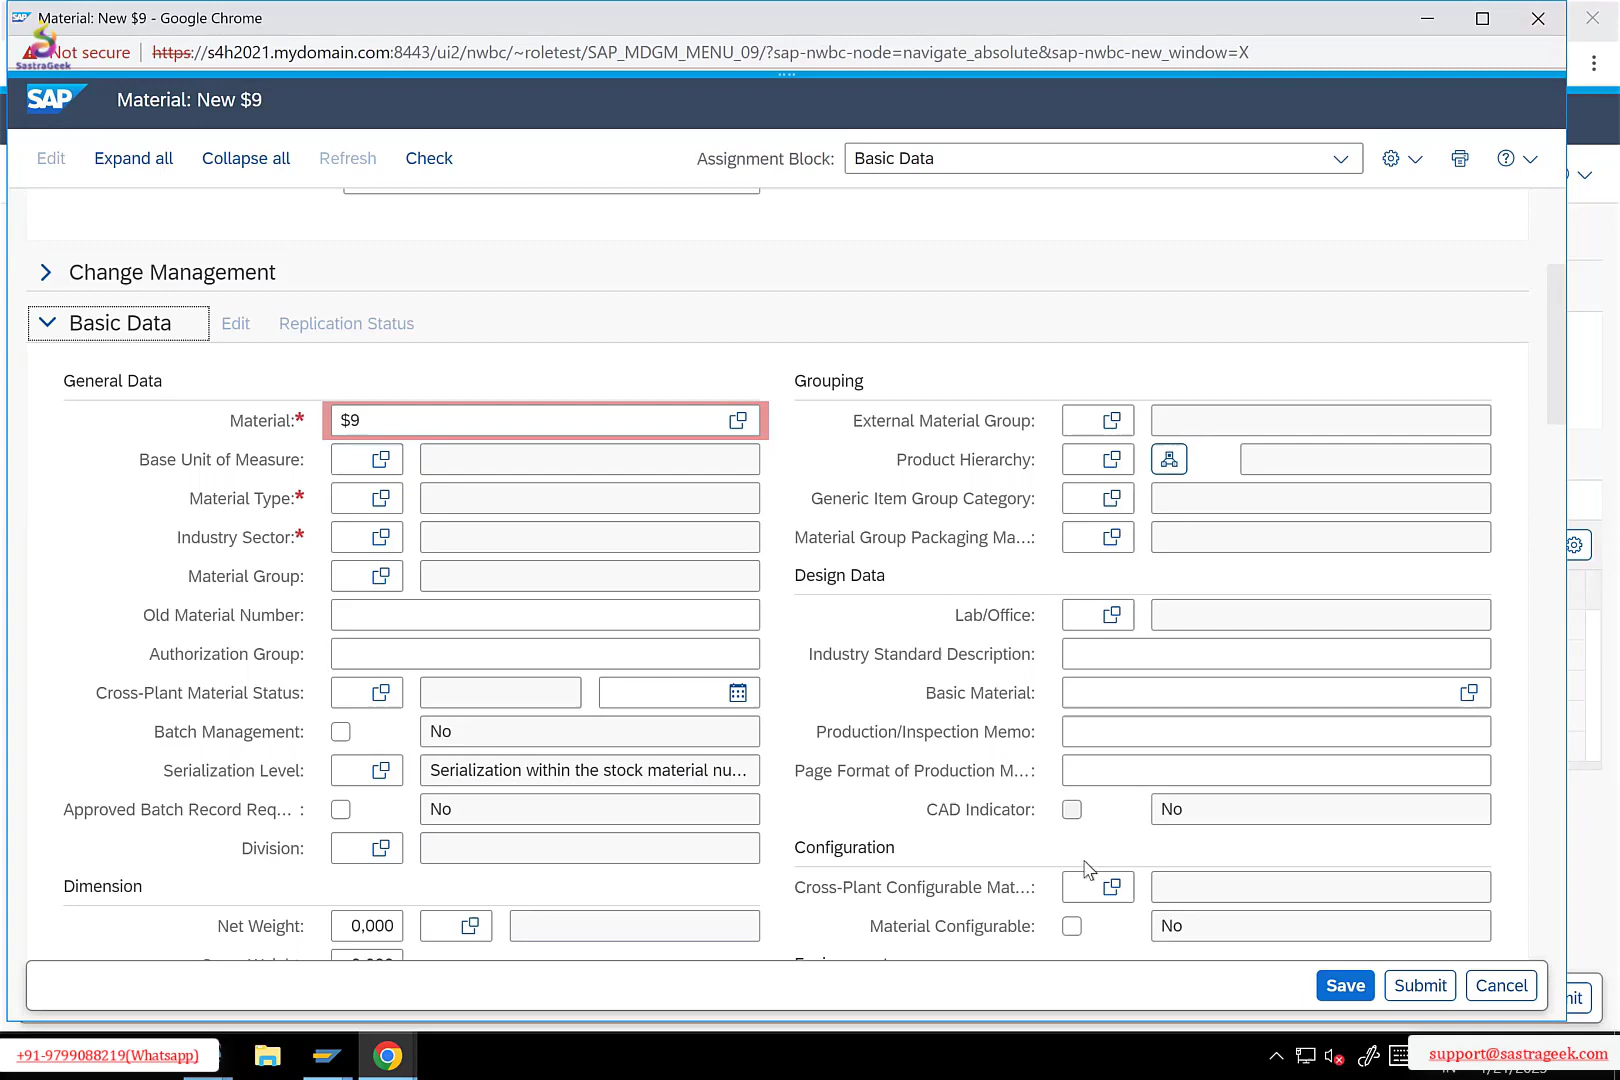 Material: New $9 - Google Chrome
Not secure
https://s4h2021.mydomain.com:8443/ui2/nwbc/~roletest/SAP_MDGM_MENU_09/?sap-nwbc-node=navigate_absolute&sap-nwbc-new_window=X
SastraGeek
SAP
Material: New $9
Edit
Expand all
Collapse all
Refresh
Check
Assignment Block:
Basic Data
Change Management
Basic Data
Edit
Replication Status
General Data
Material:*
$9
Base Unit of Measure:
Material Type:*
Industry Sector:*
Material Group:
Old Material Number:
Authorization Group:
Cross-Plant Material Status:
Batch Management:
No
Serialization Level:
Serialization within the stock material nu...
Approved Batch Record Req... :
No
Division:
Dimension
Net Weight:
0,000
Grouping
External Material Group:
Product Hierarchy:
Generic Item Group Category:
Material Group Packaging Ma...:
Design Data
Lab/Office:
Industry Standard Description:
Basic Material:
Production/Inspection Memo:
Page Format of Production M...:
CAD Indicator:
No
Configuration
Cross-Plant Configurable Mat...:
Material Configurable:
No
Save
Submit
Cancel
+91-9799088219(Whatsapp)
support@sastrageek.com